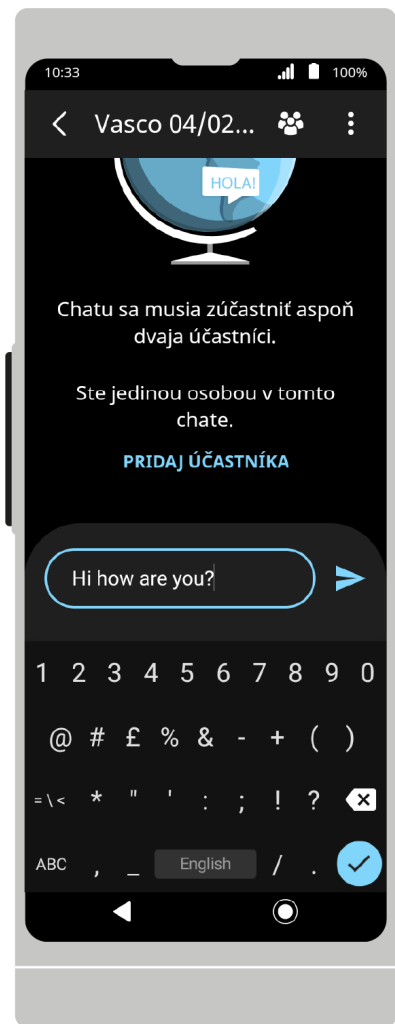 10:33 100%
Vasco 04/02...
HOLA!
Chatu sa musia zúčastniť aspoň
dvaja účastníci.
Ste jedinou osobou v tomto
chate.
PRIDAJ ÚČASTNÍKA
Hi how are you?
1 2 3 4 5 6 7 8 9 0
@ # £ % & - + ( )
= \ < * " ' : ; ! ?
ABC , _ English / .